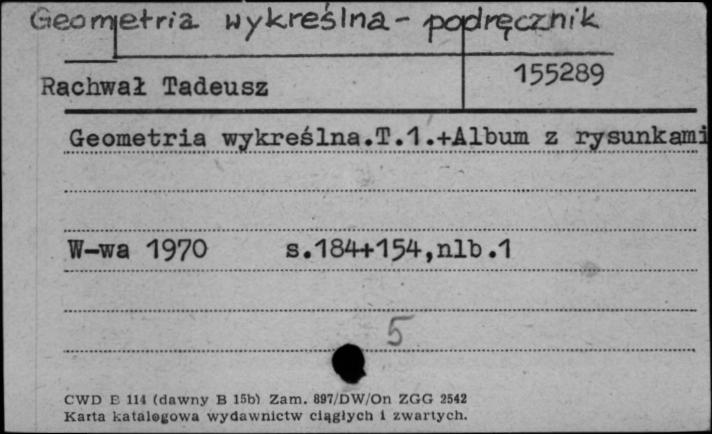 Geometria wykreślna - podręcznik
155289
Rachwał Tadeusz
Geometria wykreślna.T.1.+Album z rysunkami
W-wa 1970 s.184+154,nlb.1
5
CWD E 114 (dawny B 15b) Zam. 897/DW/On ZGG 2542
Karta katalogowa wydawnictw ciągłych i zwartych.